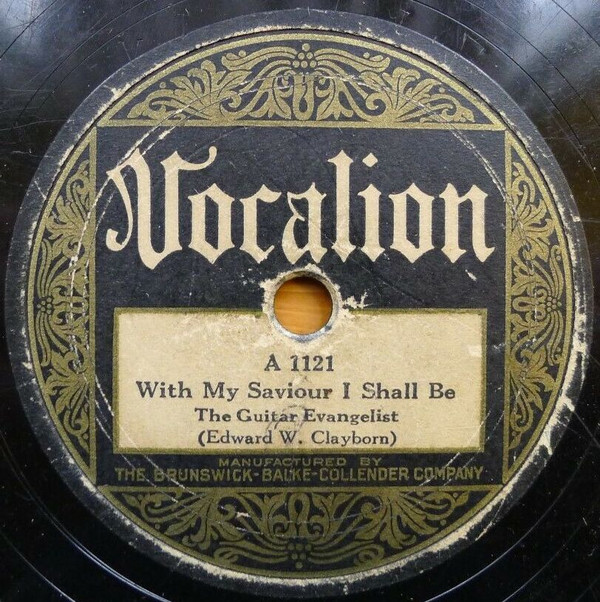 Vocalion
A 1121
With My Saviour I Shall Be
The Guitar Evangelist
(Edward W. Clayborn)
MANUFACTURED BY
THE BRUNSWICK-BALKE-COLLENDER COMPANY